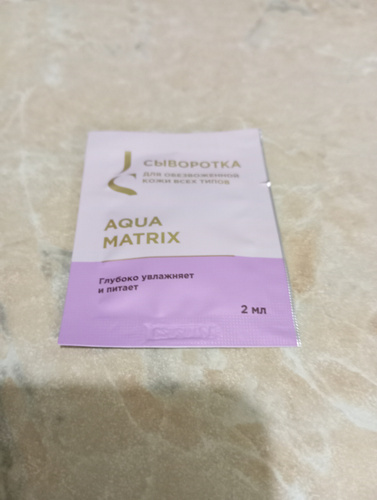 СЫВОРОТКА
ДЛЯ ОБЕЗВОЖЕННОЙ
КОЖИ ВСЕХ ТИПОВ
AQUA
MATRIX
Глубоко увлажняет
и питает
2 мл